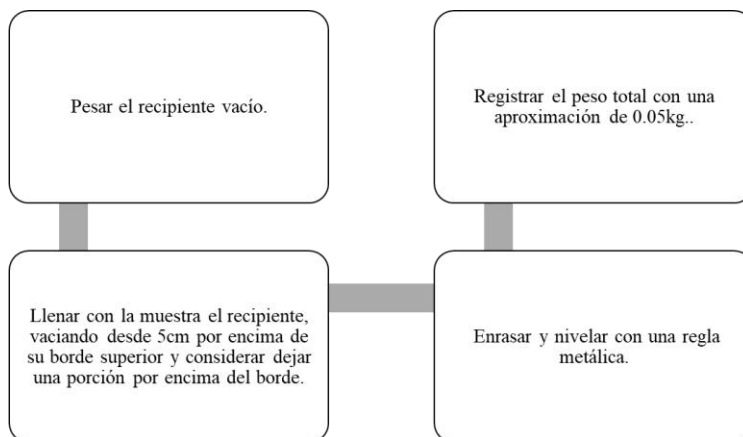 Pesar el recipiente vacío.
Llenar con la muestra el recipiente,
vaciando desde 5cm por encima de
su borde superior y considerar dejar
una porción por encima del borde.
Enrasar y nivelar con una regla
metálica.
Registrar el peso total con una
aproximación de 0.05kg..